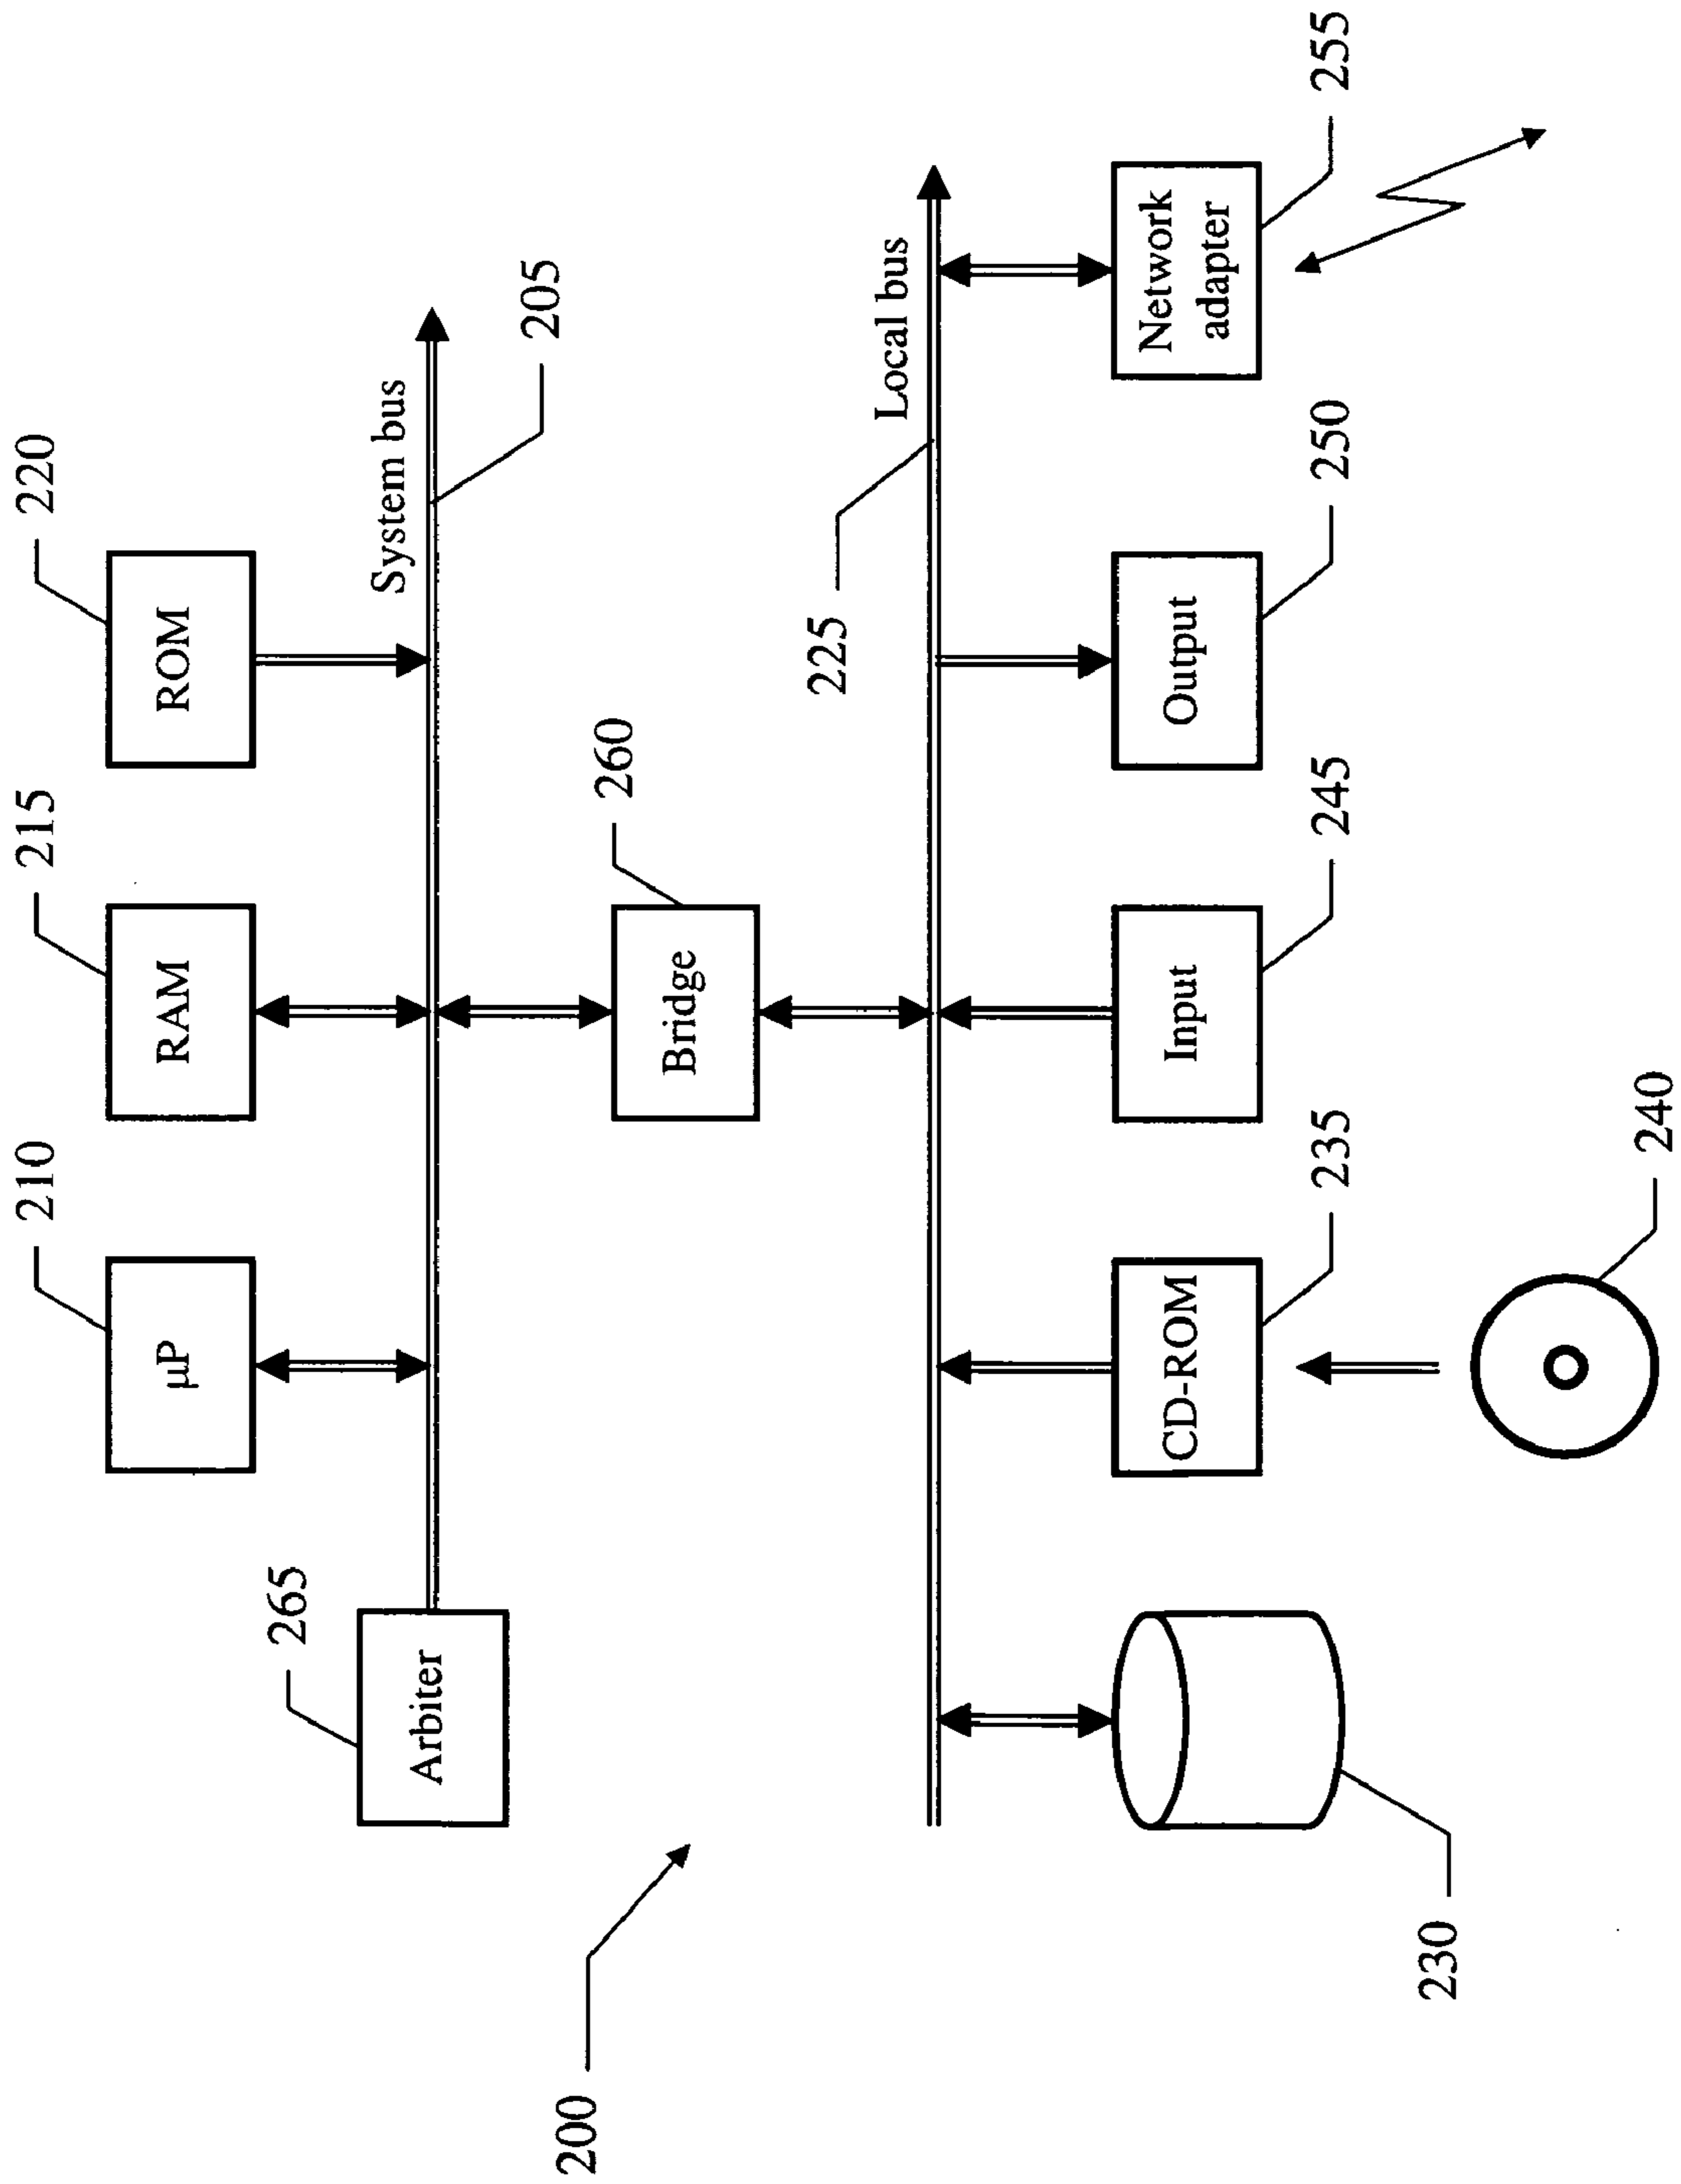 210
215
220
μP
RAM
ROM
265
System bus
Arbiter
205
200
260
Bridge
225
Local bus
CD-ROM
Input
Output
Network
adapter
235
245
250
255
230
240